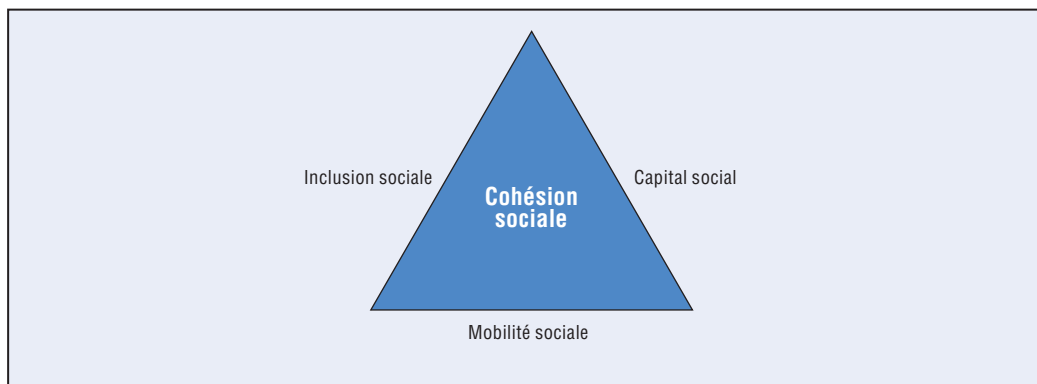 Inclusion sociale
Capital social
Cohésion
sociale
Mobilité sociale